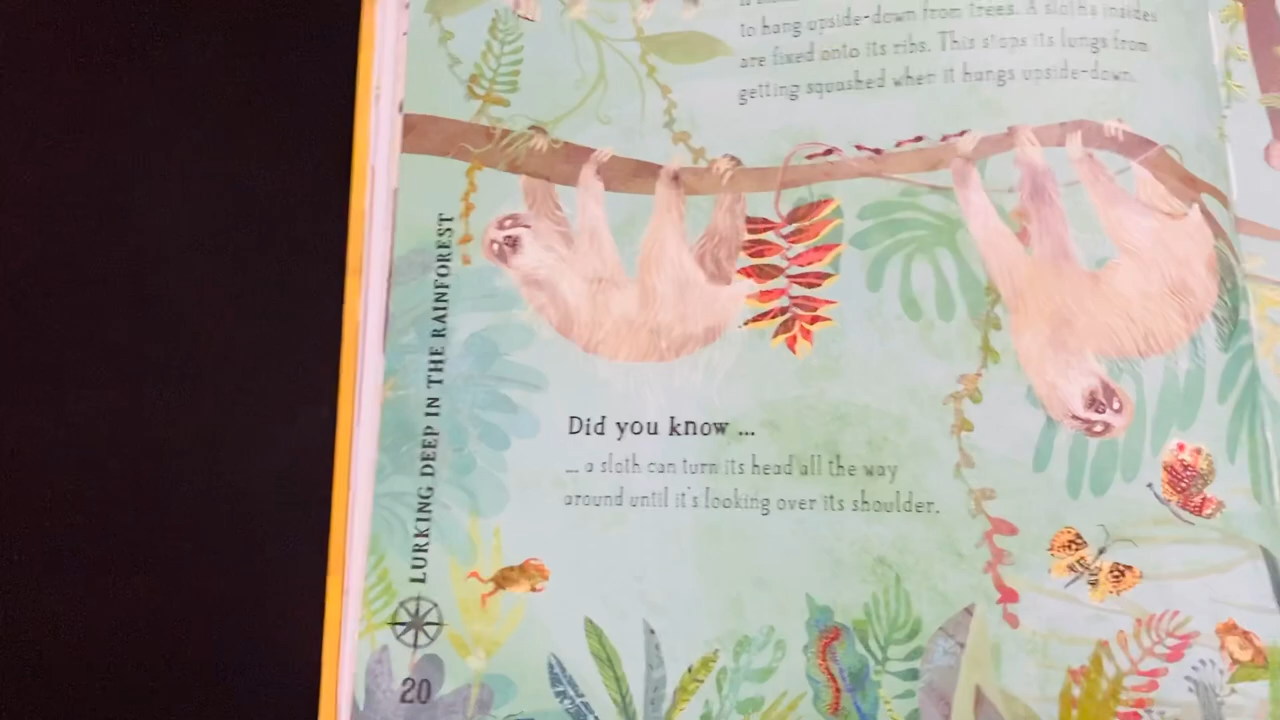 to hang upside-down from trees. A sloth's insides
are fixed onto its ribs. This stops its lungs from
getting squashed when it hangs upside-down.
LURKING DEEP IN THE RAINFOREST
Did you know ...
... a sloth can turn its head all the way
around until it's looking over its shoulder.
20